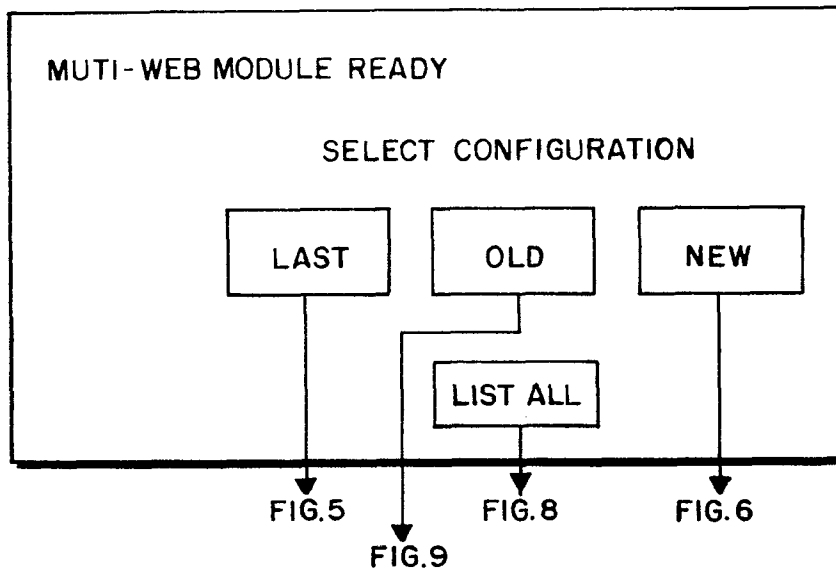 MUTI-WEB MODULE READY
SELECT CONFIGURATION
LAST OLD NEW
LIST ALL
FIG.5 FIG.8 FIG.6
FIG.9